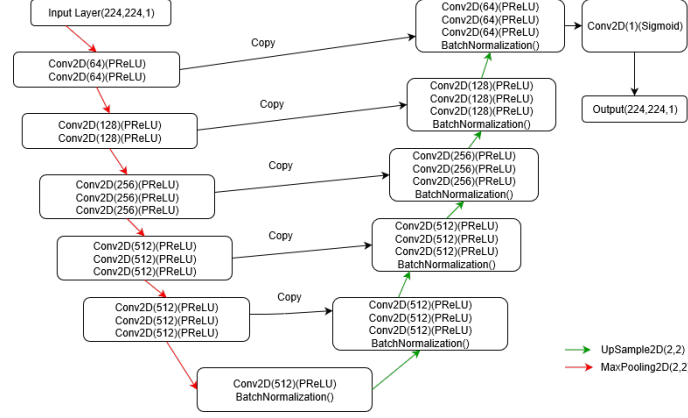 Input Layer(224,224,1)
Conv2D(64)(PReLU)
Conv2D(64)(PReLU)
Conv2D(128)(PReLU)
Conv2D(128)(PReLU)
Conv2D(256)(PReLU)
Conv2D(256)(PReLU)
Conv2D(256)(PReLU)
Conv2D(512)(PReLU)
Conv2D(512)(PReLU)
Conv2D(512)(PReLU)
Conv2D(512)(PReLU)
Conv2D(512)(PReLU)
Conv2D(512)(PReLU)
Conv2D(512)(PReLU)
BatchNormalization()
Copy
Copy
Copy
Copy
Copy
Conv2D(64)(PReLU)
Conv2D(64)(PReLU)
Conv2D(64)(PReLU)
BatchNormalization()
Conv2D(128)(PReLU)
Conv2D(128)(PReLU)
Conv2D(128)(PReLU)
BatchNormalization()
Conv2D(256)(PReLU)
Conv2D(256)(PReLU)
Conv2D(256)(PReLU)
BatchNormalization()
Conv2D(512)(PReLU)
Conv2D(512)(PReLU)
Conv2D(512)(PReLU)
BatchNormalization()
Conv2D(512)(PReLU)
Conv2D(512)(PReLU)
Conv2D(512)(PReLU)
BatchNormalization()
Conv2D(1)(Sigmoid)
Output(224,224,1)
UpSample2D(2,2)
MaxPooling2D(2,2